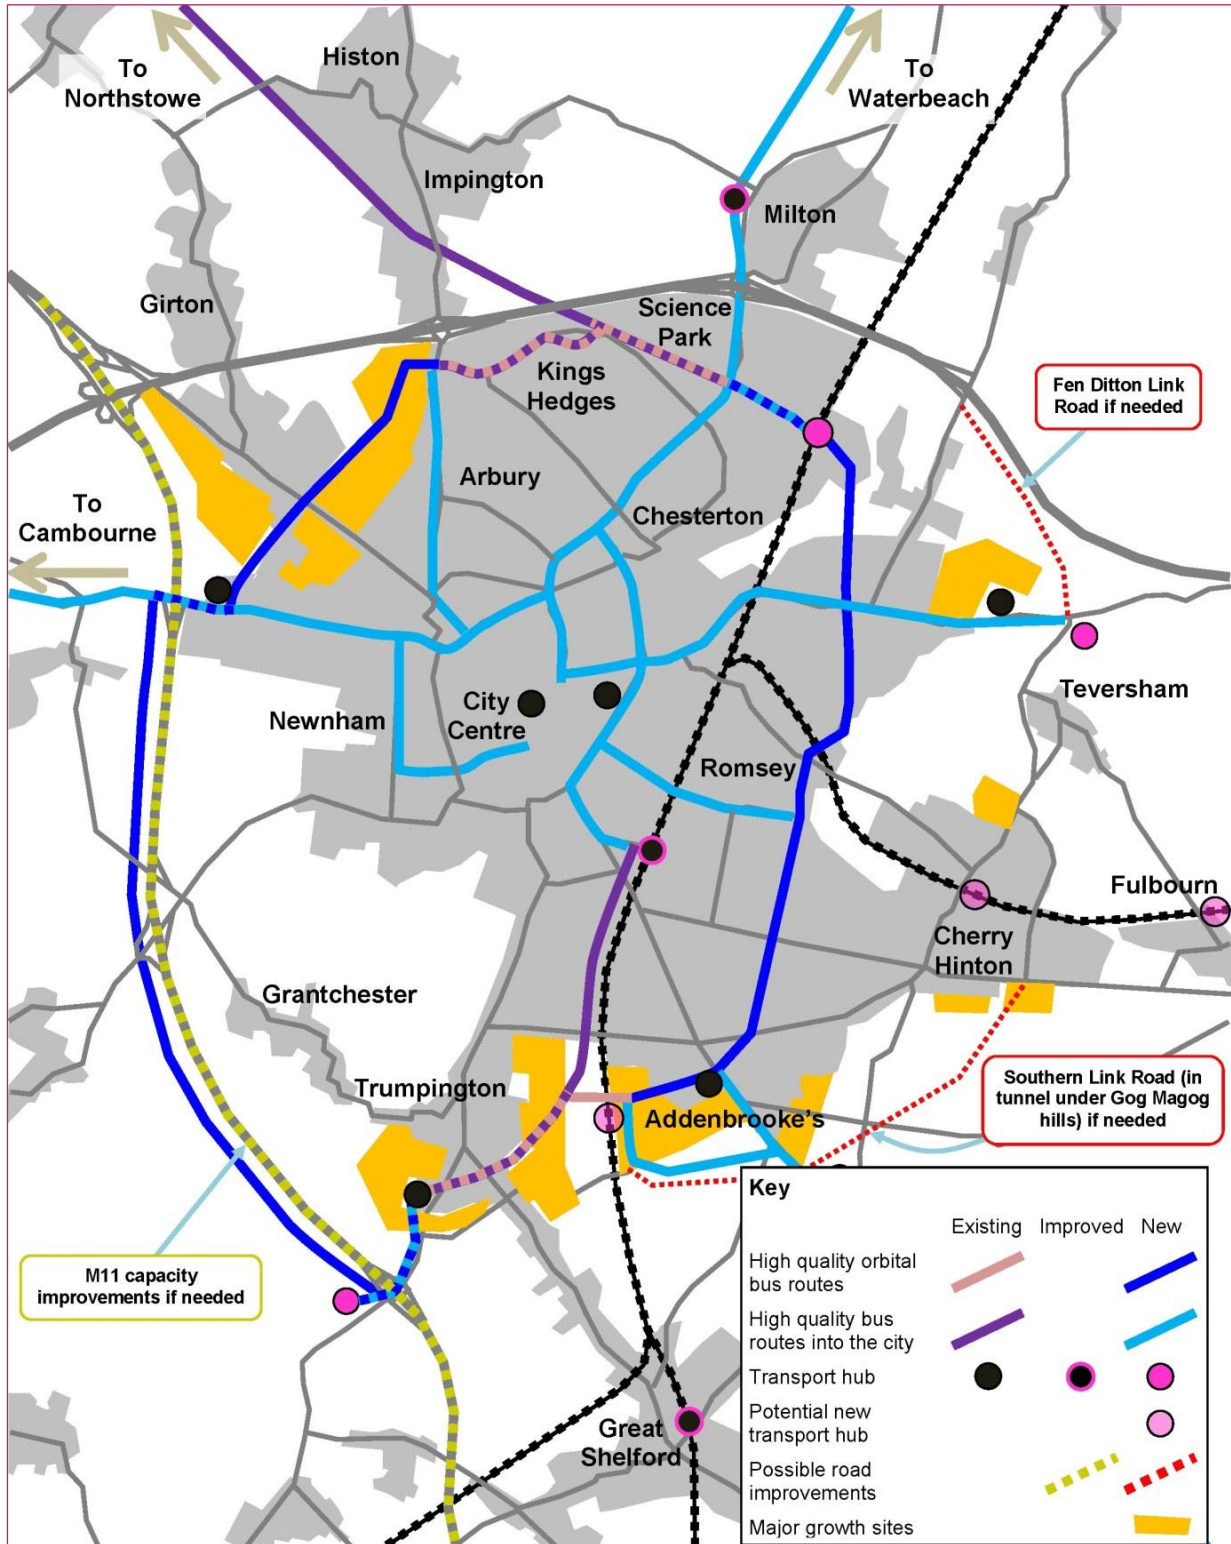 Histon
To
Northstowe
To
Waterbeach
Impington
Milton
Girton
Science
Park
Kings
Hedges
Fen Ditton Link
Road if needed
Arbury
To
Cambourne
Chesterton
Teversham
Newnham
City
Centre
Romsey
Fulbourn
Cherry
Hinton
Grantchester
Trumpington
Southern Link Road (in
tunnel under Gog Magog
hills) if needed
Addenbrooke's
M11 capacity
improvements if needed
Great
Shelford
Key
Existing Improved New
High quality orbital
bus routes
High quality bus
routes into the city
Transport hub
Potential new
transport hub
Possible road
improvements
Major growth sites